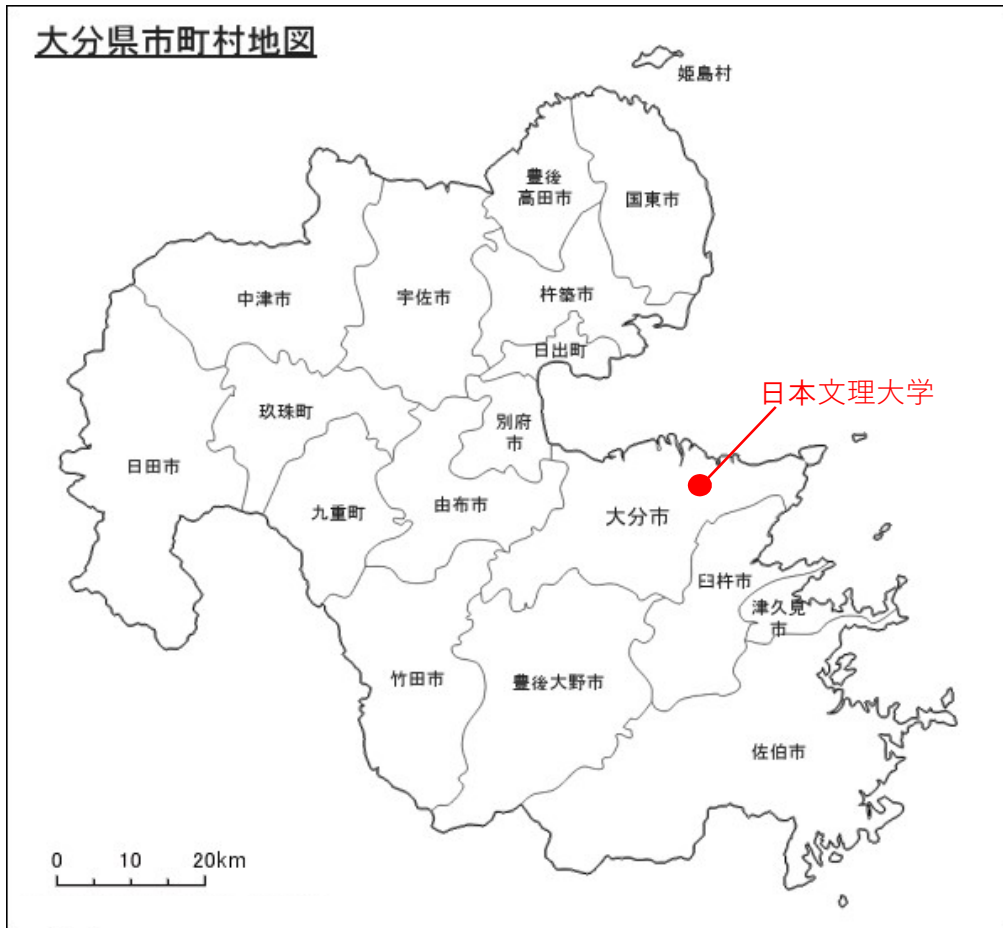 大分県市町村地図
姫島村
豊後
高田市
国東市
中津市
宇佐市
杵築市
日出町
日本文理大学
玖珠町
別府
市
日田市
九重町
由布市
大分市
臼杵市
津久見
市
竹田市
豊後大野市
佐伯市
0 10 20km